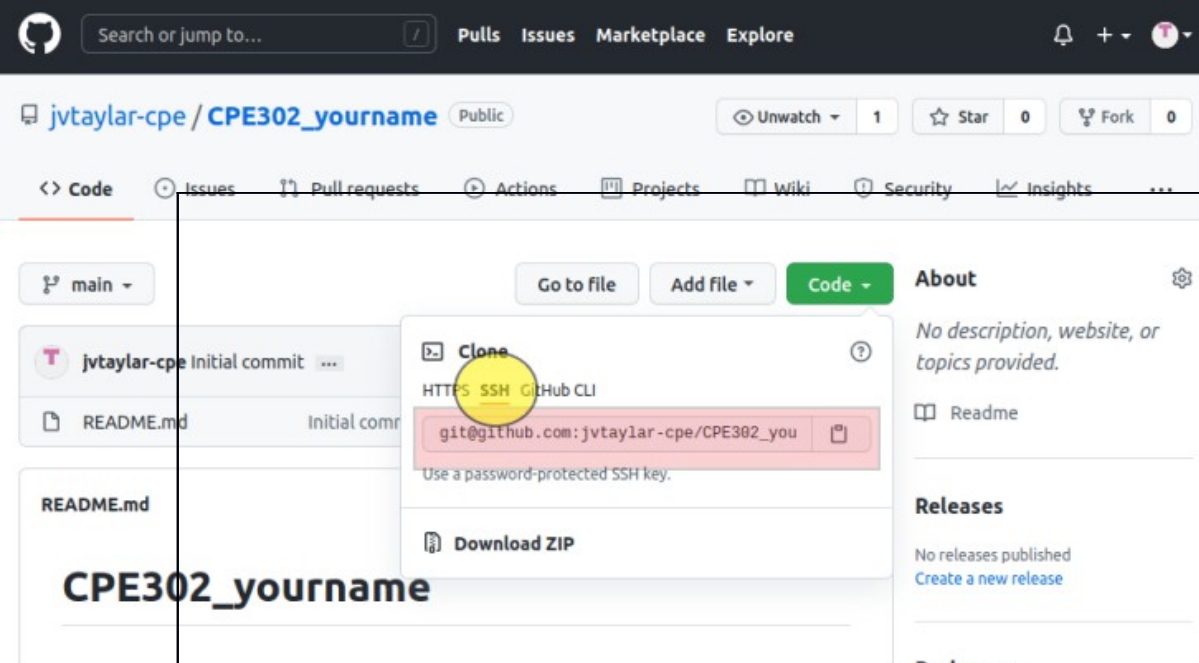 Search or jump to... /
Pulls Issues Marketplace Explore
T
jvtaylar-cpe / CPE302_yourname Public
Unwatch 1 Star 0 Fork 0
<> Code Issues Pull requests Actions Projects Wiki Security Insights ...
main Go to file Add file Code
T jvtaylar-cpe Initial commit ...
README.md Initial
Clone
HTTPS SSH GitHub CLI
git@github.com:jvtaylar-cpe/CPE302_you
Use a password-protected SSH key.
Download ZIP
README.md
CPE302_yourname
About
No description, website, or
topics provided.
Readme
Releases
No releases published
Create a new release